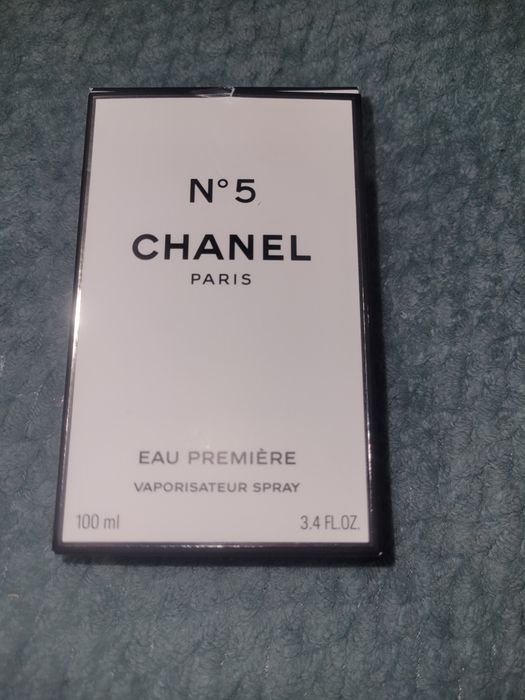 N° 5
CHANEL
PARIS
EAU PREMIÈRE
VAPORISATEUR SPRAY
100 ml 3.4 FL.OZ.